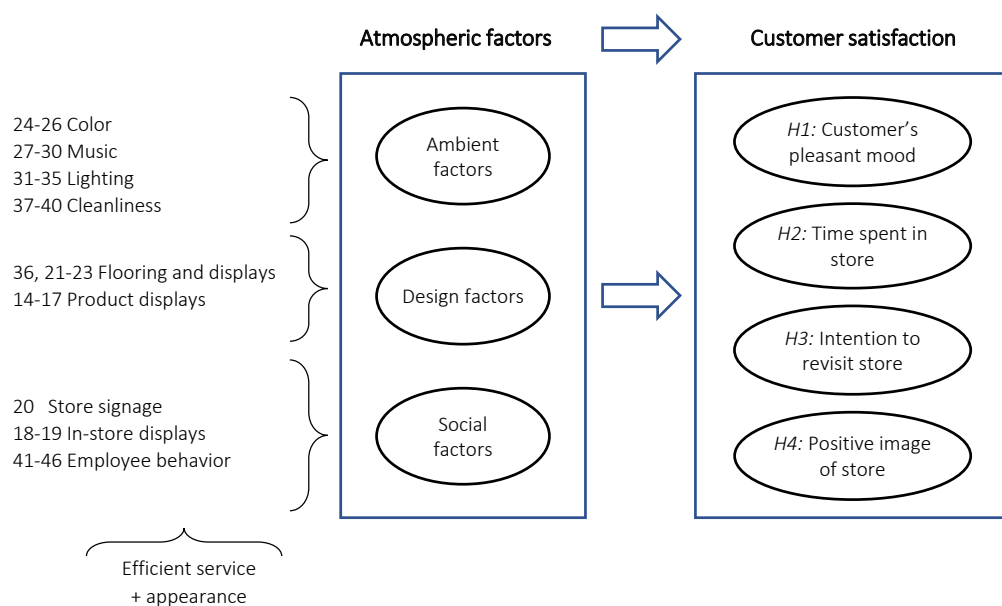 Atmospheric factors
Customer satisfaction
24-26 Color
27-30 Music
31-35 Lighting
37-40 Cleanliness
36, 21-23 Flooring and displays
14-17 Product displays
20 Store signage
18-19 In-store displays
41-46 Employee behavior
Efficient service
+ appearance
Ambient
factors
Design factors
Social
factors
H1: Customer’s
pleasant mood
H2: Time spent in
store
H3: Intention to
revisit store
H4: Positive image
of store